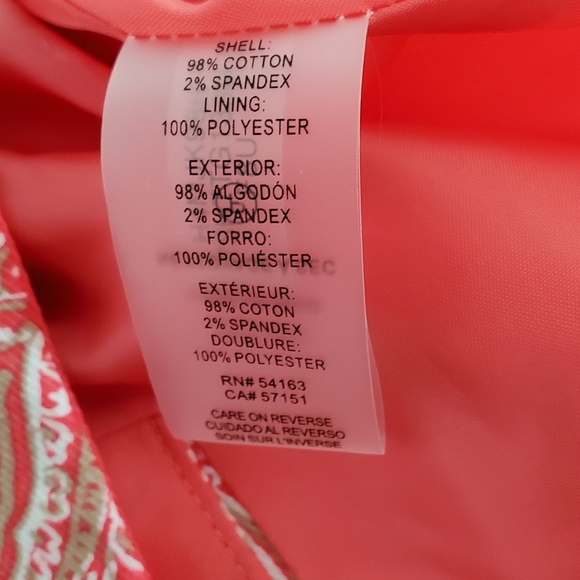 SHELL:
98% COTTON
2% SPANDEX
LINING:
100% POLYESTER
EXTERIOR:
98% ALGODÓN
2% SPANDEX
FORRO:
100% POLIÉSTER
EXTÉRIEUR:
98% COTON
2% SPANDEX
DOUBLURE:
100% POLYESTER
RN# 54163
CA# 57151
CARE ON REVERSE
CUIDADO AL REVERSO
SOIN SUR L'INVERSE